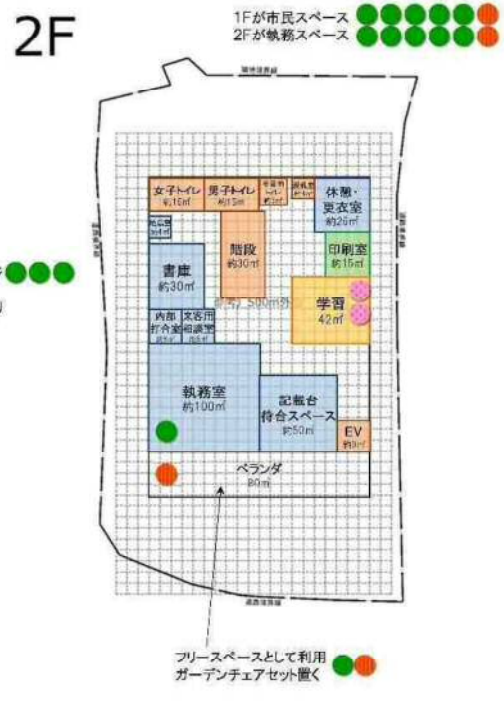 2F
1Fが市民スペース
2Fが執務スペース
女子トイレ
約16㎡
男子トイレ
約15㎡
休憩・
更衣室
約26㎡
階段
約30㎡
印刷室
約15㎡
書庫
約30㎡
学習
42㎡
内部
打合室
来客用
相談室
執務室
約100㎡
記載台
待合スペース
約50㎡
EV
ベランダ
80㎡
フリースペースとして利用
ガーデンチェアセット置く